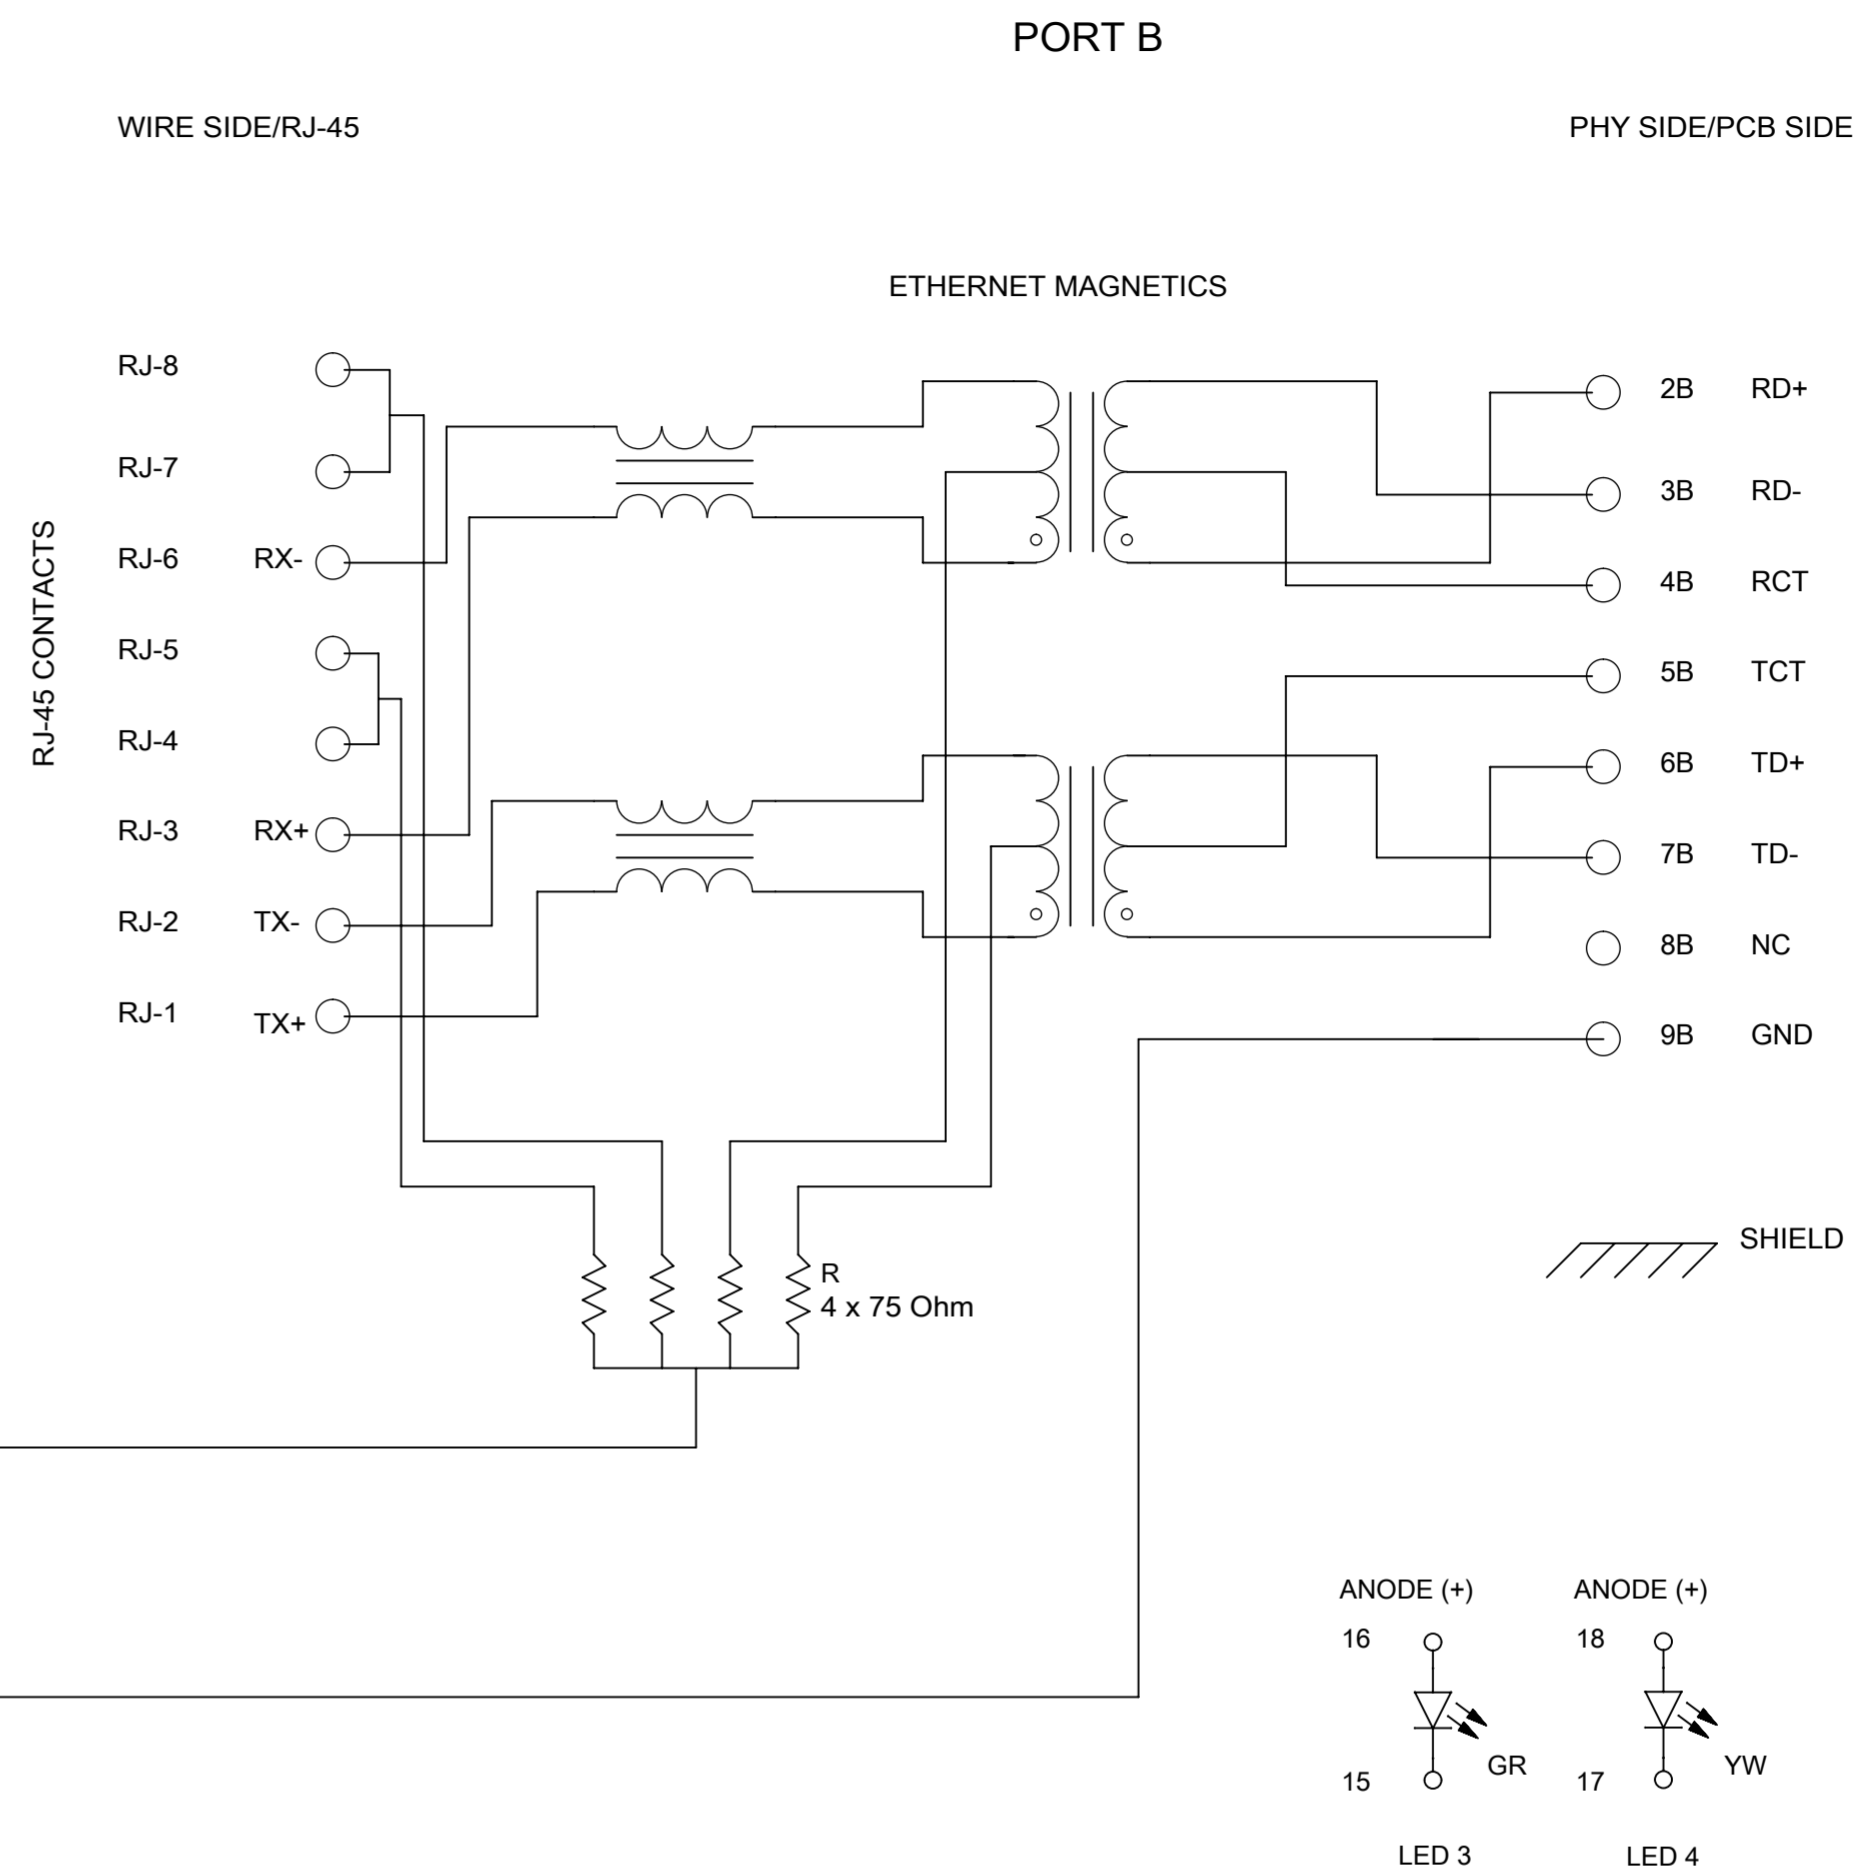 PORT B
WIRE SIDE/RJ-45
PHY SIDE/PCB SIDE
ETHERNET MAGNETICS
RJ-45 CONTACTS
RJ-8
RJ-7
RJ-6 RX-
RJ-5
RJ-4
RJ-3 RX+
RJ-2 TX-
RJ-1 TX+
2B RD+
3B RD-
4B RCT
5B TCT
6B TD+
7B TD-
8B NC
9B GND
SHIELD
R
4 x 75 Ohm
ANODE (+)
16
15
GR
LED 3
ANODE (+)
18
17
YW
LED 4